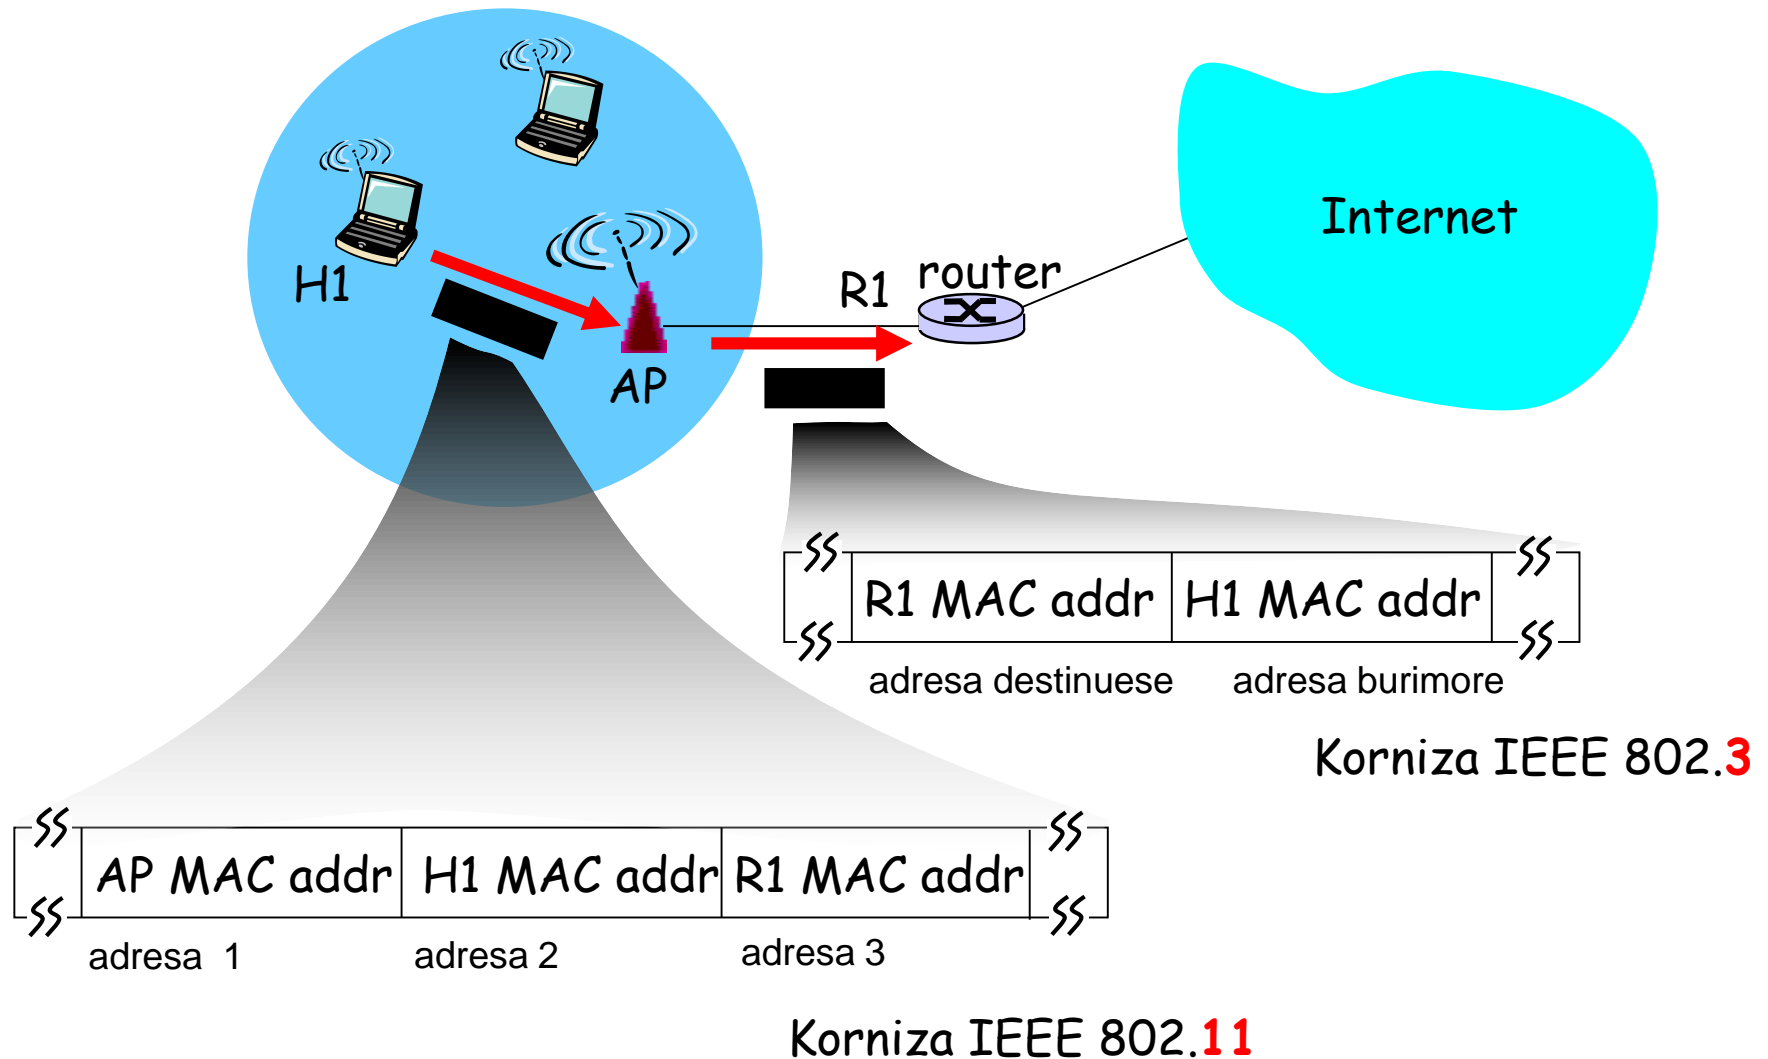 Internet
router
R1
H1
AP
R1 MAC addr H1 MAC addr
adresa destinuese adresa burimore
Korniza IEEE 802.3
AP MAC addr H1 MAC addr R1 MAC addr
adresa 1 adresa 2 adresa 3
Korniza IEEE 802.11